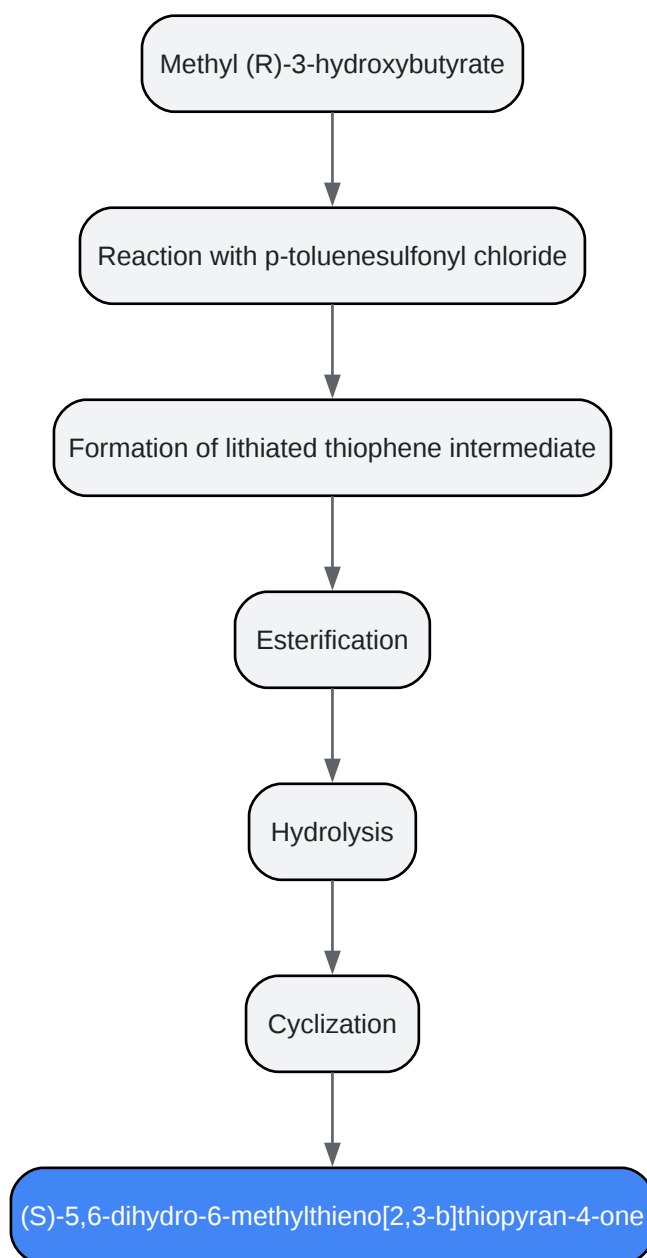 Methyl (R)-3-hydroxybutyrate
Reaction with p-toluenesulfonyl chloride
Formation of lithiated thiophene intermediate
Esterification
Hydrolysis
Cyclization
(S)-5,6-dihydro-6-methylthieno[2,3-b]thiopyran-4-one